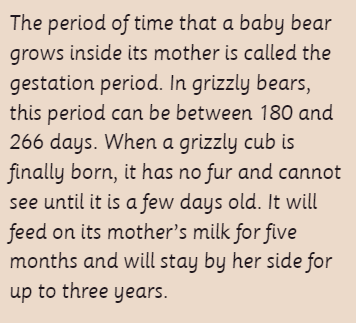 The period of time that a baby bear
grows inside its mother is called the
gestation period. In grizzly bears,
this period can be between 180 and
266 days. When a grizzly cub is
finally born, it has no fur and cannot
see until it is a few days old. It will
feed on its mother's milk for five
months and will stay by her side for
up to three years.